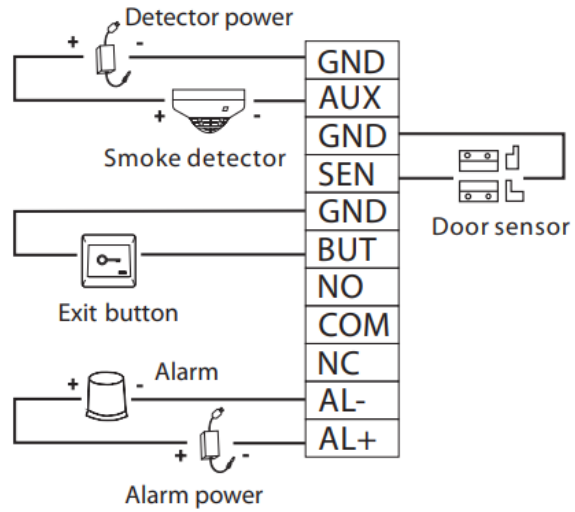 Detector power
+ -
GND
AUX
+ -
Smoke detector
GND
SEN
Door sensor
GND
BUT
Exit button
NO
COM
NC
+ - Alarm
AL-
AL+
+ -
Alarm power